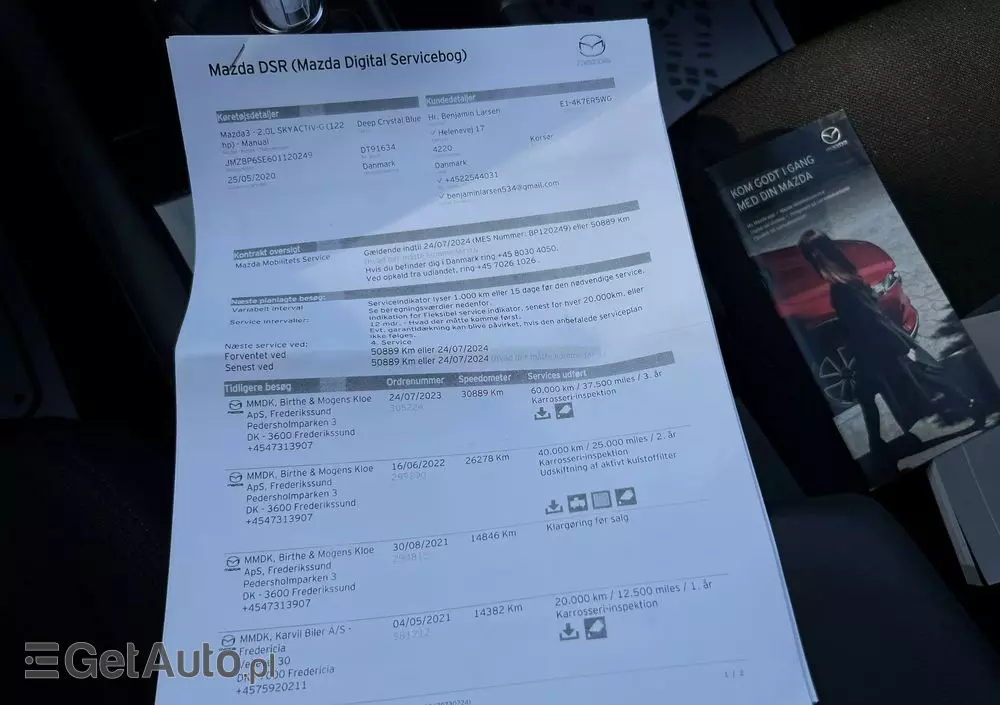 Mazda DSR (Mazda Digital Servicebog)
Køretøjsdetaljer
Mazda3 - 2.0L SKYACTIV-G (122 hp) - Manual
Deep Crystal Blue
JMZBP6SE601120249
DT91634
25/05/2020
Danmark
Kundedetaljer
Hr. Benjamin Larsen
E1-4K7ER5WG
✓ Helenevej 17
4220
Korsør
Danmark
✓ +4522544031
✓ benjaminlarsen534@gmail.com
Kontrakt oversigt
Mazda Mobilitets Service
Gældende indtil 24/07/2024 (MES Nummer: BP120249) eller 50889 Km
Hvis du befinder dig i Danmark ring +45 8030 4050.
Ved opkald fra udlandet, ring +45 7026 1026 .
Næste planlagte besøg:
Variabelt interval
Serviceindikator lyser 1.000 km eller 15 dage før den nødvendige service.
Se beregningsværdier nedenfor.
Service intervaller:
Indikation for Fleksibel service indikator, senest for hver 20.000km, eller
12 mdr. - Hvad der måtte komme først.
Evt. garantidækning kan blive påvirket, hvis den anbefalede serviceplan
ikke følges.
Næste service ved:
4. Service
Forventet ved
50889 Km eller 24/07/2024
Senest ved
50889 Km eller 24/07/2024 (Hvad der måtte komme før)
Tidligere besøg
Ordrenummer
Speedometer
Services udført
MMDK, Birthe & Mogens Kloe
ApS, Frederikssund
Pedersholmparken 3
DK - 3600 Frederikssund
+4547313907
24/07/2023
305226
30889 Km
60.000 km / 37.500 miles / 3. år
Karrosseri-inspektion
MMDK, Birthe & Mogens Kloe
ApS, Frederikssund
Pedersholmparken 3
DK - 3600 Frederikssund
+4547313907
16/06/2022
26278 Km
40.000 km / 25.000 miles / 2. år
Karrosseri-inspektion
Udskiftning af aktivt kulstoffilter
MMDK, Birthe & Mogens Kloe
ApS, Frederikssund
Pedersholmparken 3
DK - 3600 Frederikssund
+4547313907
30/08/2021
14846 Km
Klargøring før salg
MMDK, Karvil Biler A/S -
Fredericia
30
DK - 7000 Fredericia
+4575920211
04/05/2021
14382 Km
20.000 km / 12.500 miles / 1. år
Karrosseri-inspektion
1 / 2
KOM GODT I GANG
MED DIN MAZDA
GetAuto.pl